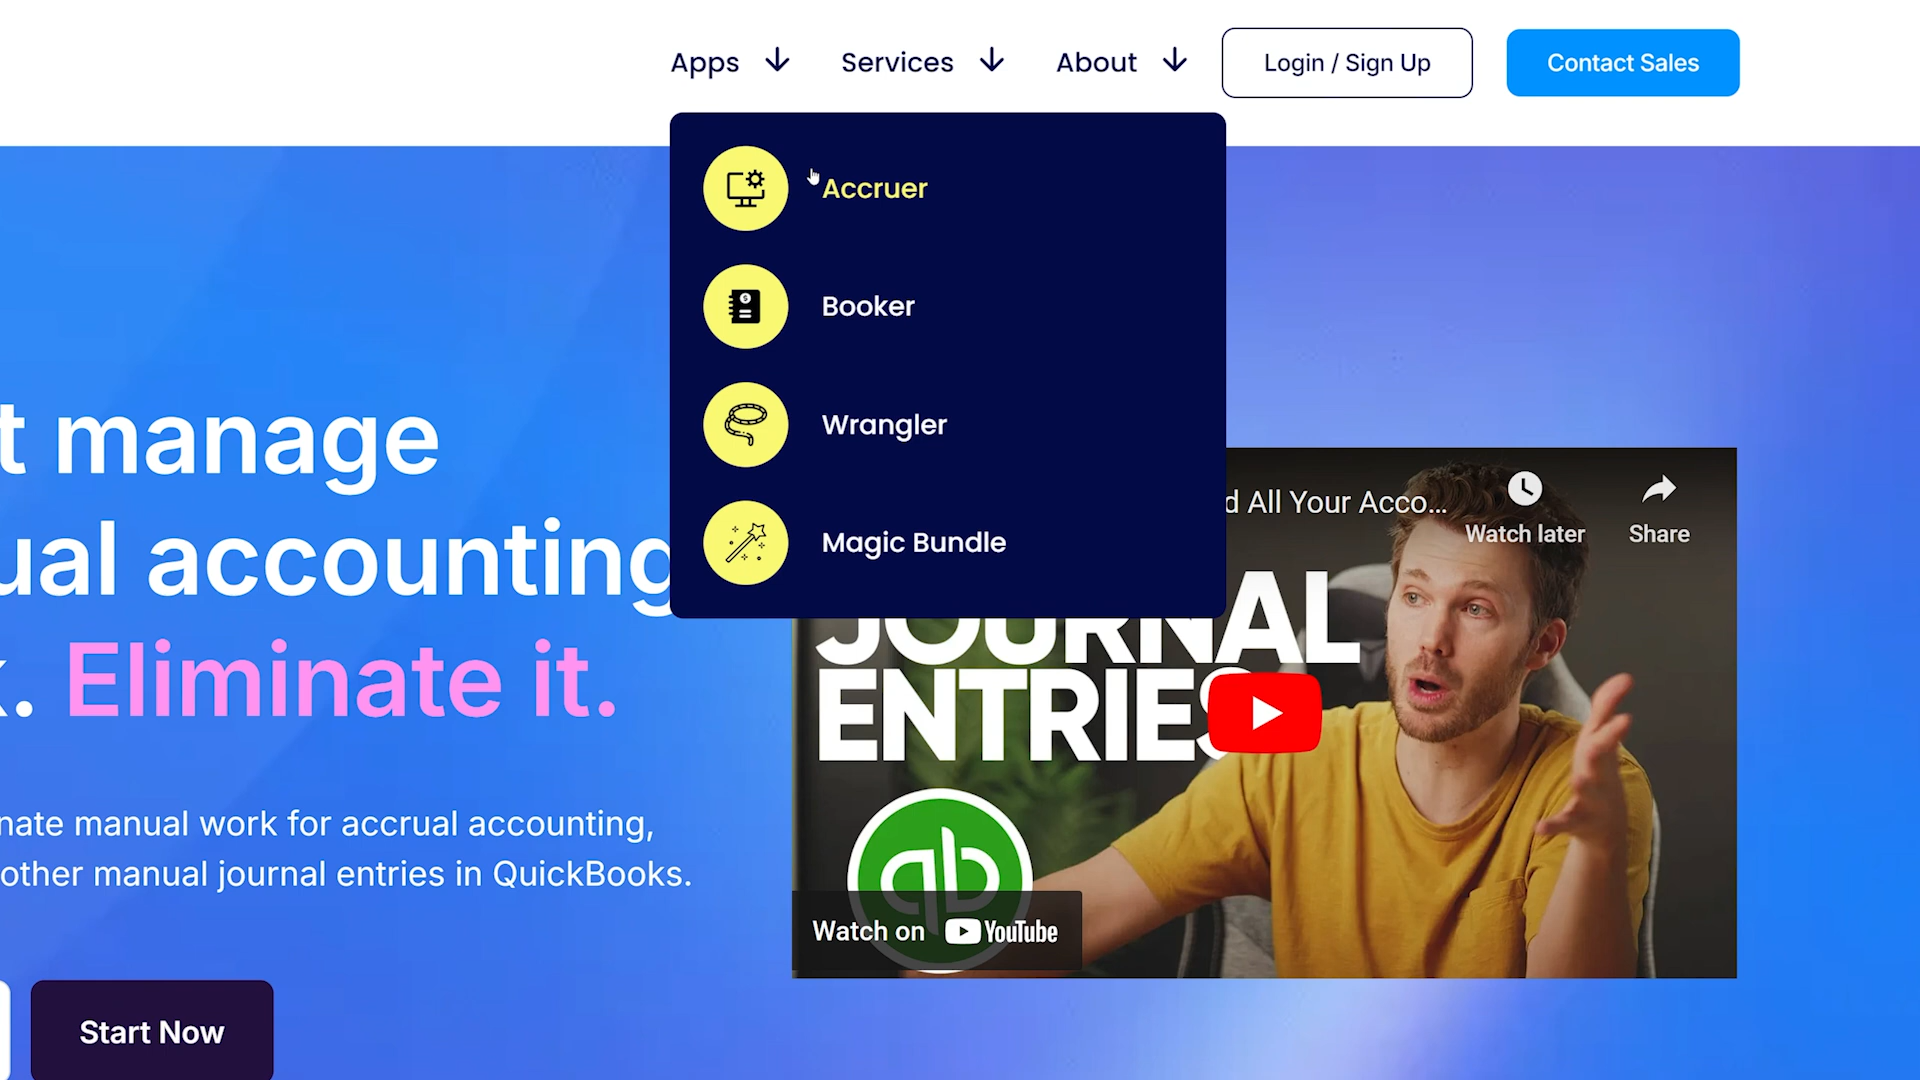 Apps Services About Login / Sign Up Contact Sales
Accruer
Booker
Wrangler
Magic Bundle
t manage
ual accounting
. Eliminate it.
nate manual work for accrual accounting,
other manual journal entries in QuickBooks.
Start Now
d All Your Acco...
Watch later
Share
JOURNAL
ENTRIES
qb
Watch on YouTube